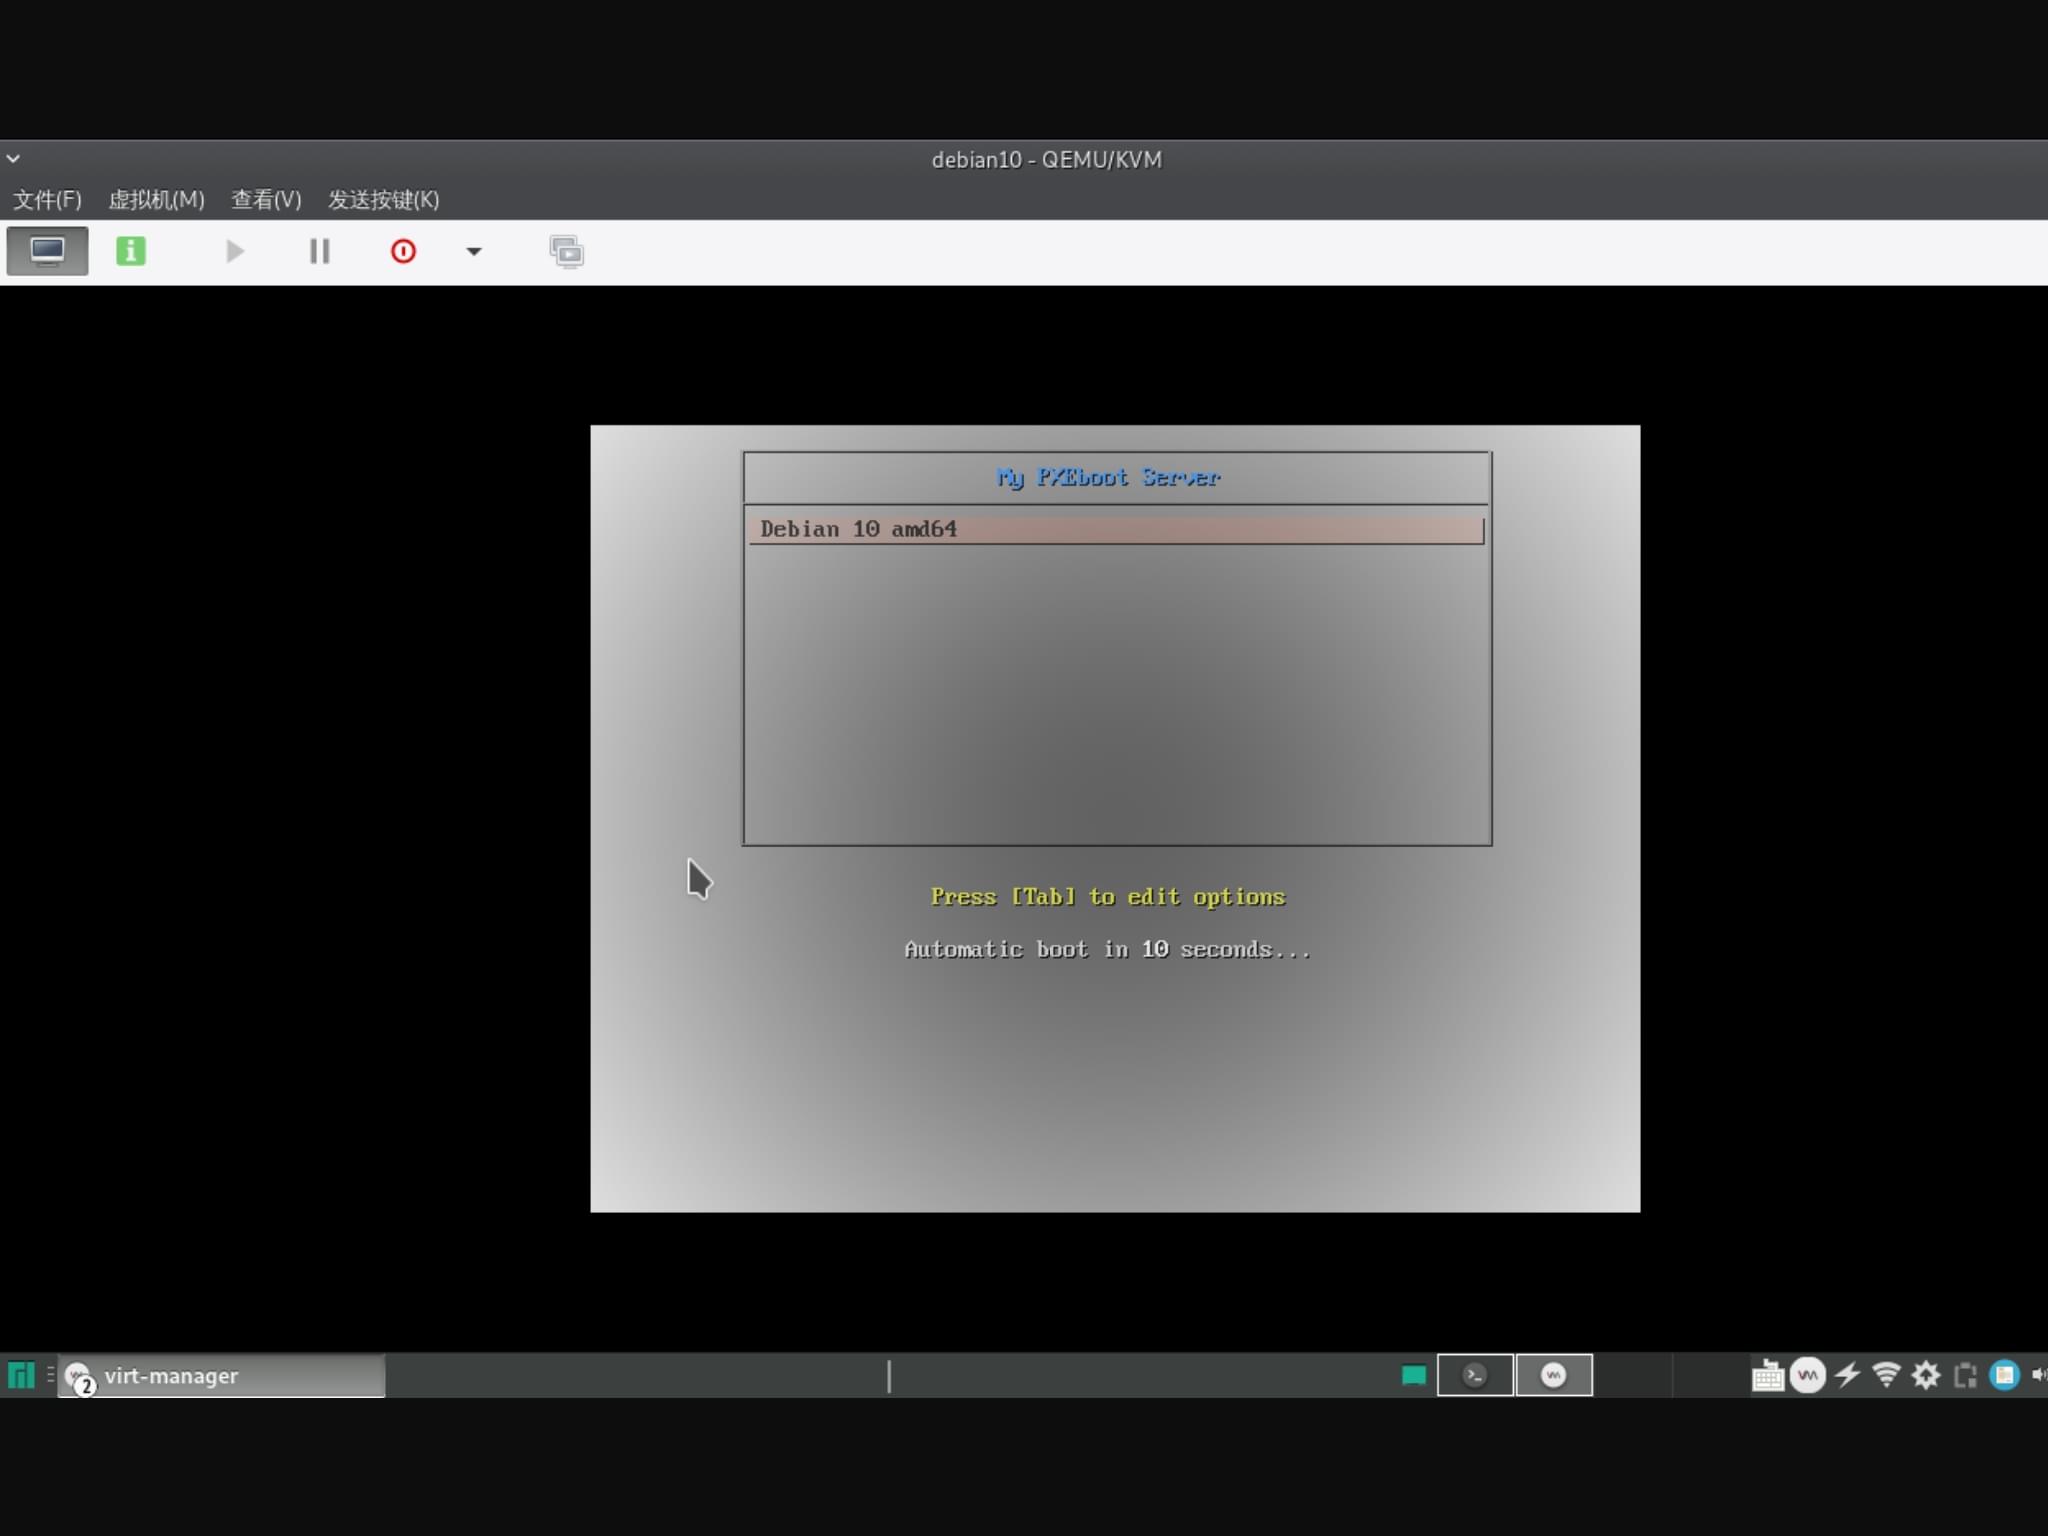 debian10 - QEMU/KVM
文件(F) 虚拟机(M) 查看(V) 发送按键(K)
My PXEboot Server
Debian 10 amd64
Press [Tab] to edit options
Automatic boot in 10 seconds...
2 virt-manager